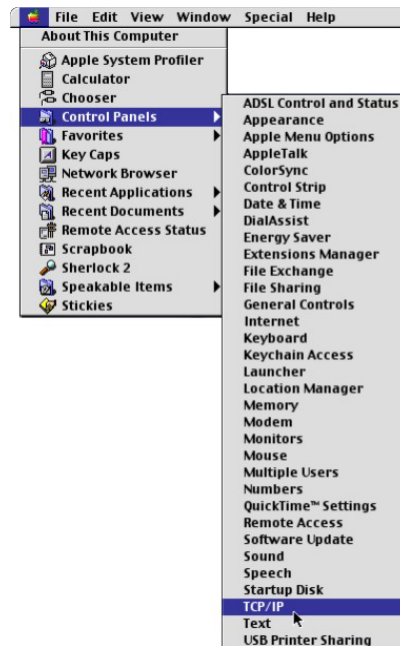 File Edit View Window Special Help
About This Computer
Apple System Profiler
Calculator
Chooser
Control Panels
Favorites
Key Caps
Network Browser
Recent Applications
Recent Documents
Remote Access Status
Scrapbook
Sherlock 2
Speakable Items
Stickies
ADSL Control and Status
Appearance
Apple Menu Options
AppleTalk
ColorSync
Control Strip
Date & Time
DialAssist
Energy Saver
Extensions Manager
File Exchange
File Sharing
General Controls
Internet
Keyboard
Keychain Access
Launcher
Location Manager
Memory
Modem
Monitors
Mouse
Multiple Users
Numbers
QuickTime™ Settings
Remote Access
Software Update
Sound
Speech
Startup Disk
TCP/IP
Text
USB Printer Sharing